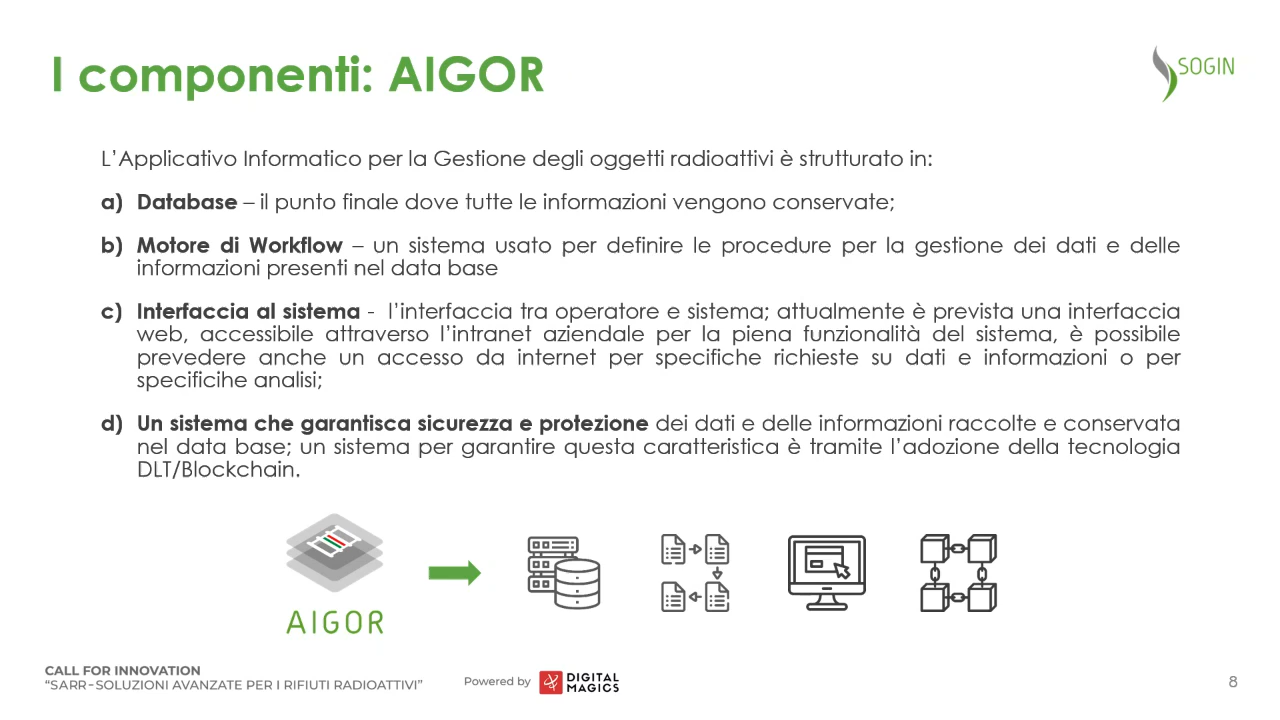 I componenti: AIGOR
SOGIN
L’Applicativo Informatico per la Gestione degli oggetti radioattivi è strutturato in:
a) Database – il punto finale dove tutte le informazioni vengono conservate;
b) Motore di Workflow – un sistema usato per definire le procedure per la gestione dei dati e delle
informazioni presenti nel data base
c) Interfaccia al sistema - l’interfaccia tra operatore e sistema; attualmente è prevista una interfaccia
web, accessibile attraverso l’intranet aziendale per la piena funzionalità del sistema, è possibile
prevedere anche un accesso da internet per specifiche richieste su dati e informazioni o per
specificihe analisi;
d) Un sistema che garantisca sicurezza e protezione dei dati e delle informazioni raccolte e conservata
nel data base; un sistema per garantire questa caratteristica è tramite l’adozione della tecnologia
DLT/Blockchain.
AIGOR
CALL FOR INNOVATION
“SARR-SOLUZIONI AVANZATE PER I RIFIUTI RADIOATTIVI”
Powered by
DIGITAL
MAGICS
8